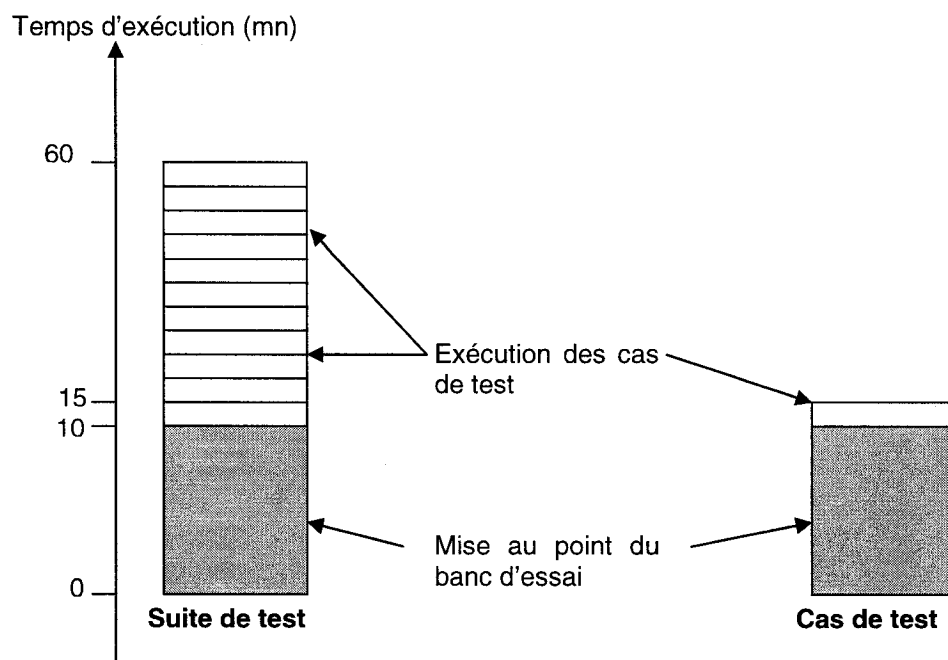 Temps d'exécution (mn)
60
15
10
0
Exécution des cas
de test
Mise au point du
banc d'essai
Suite de test
Cas de test